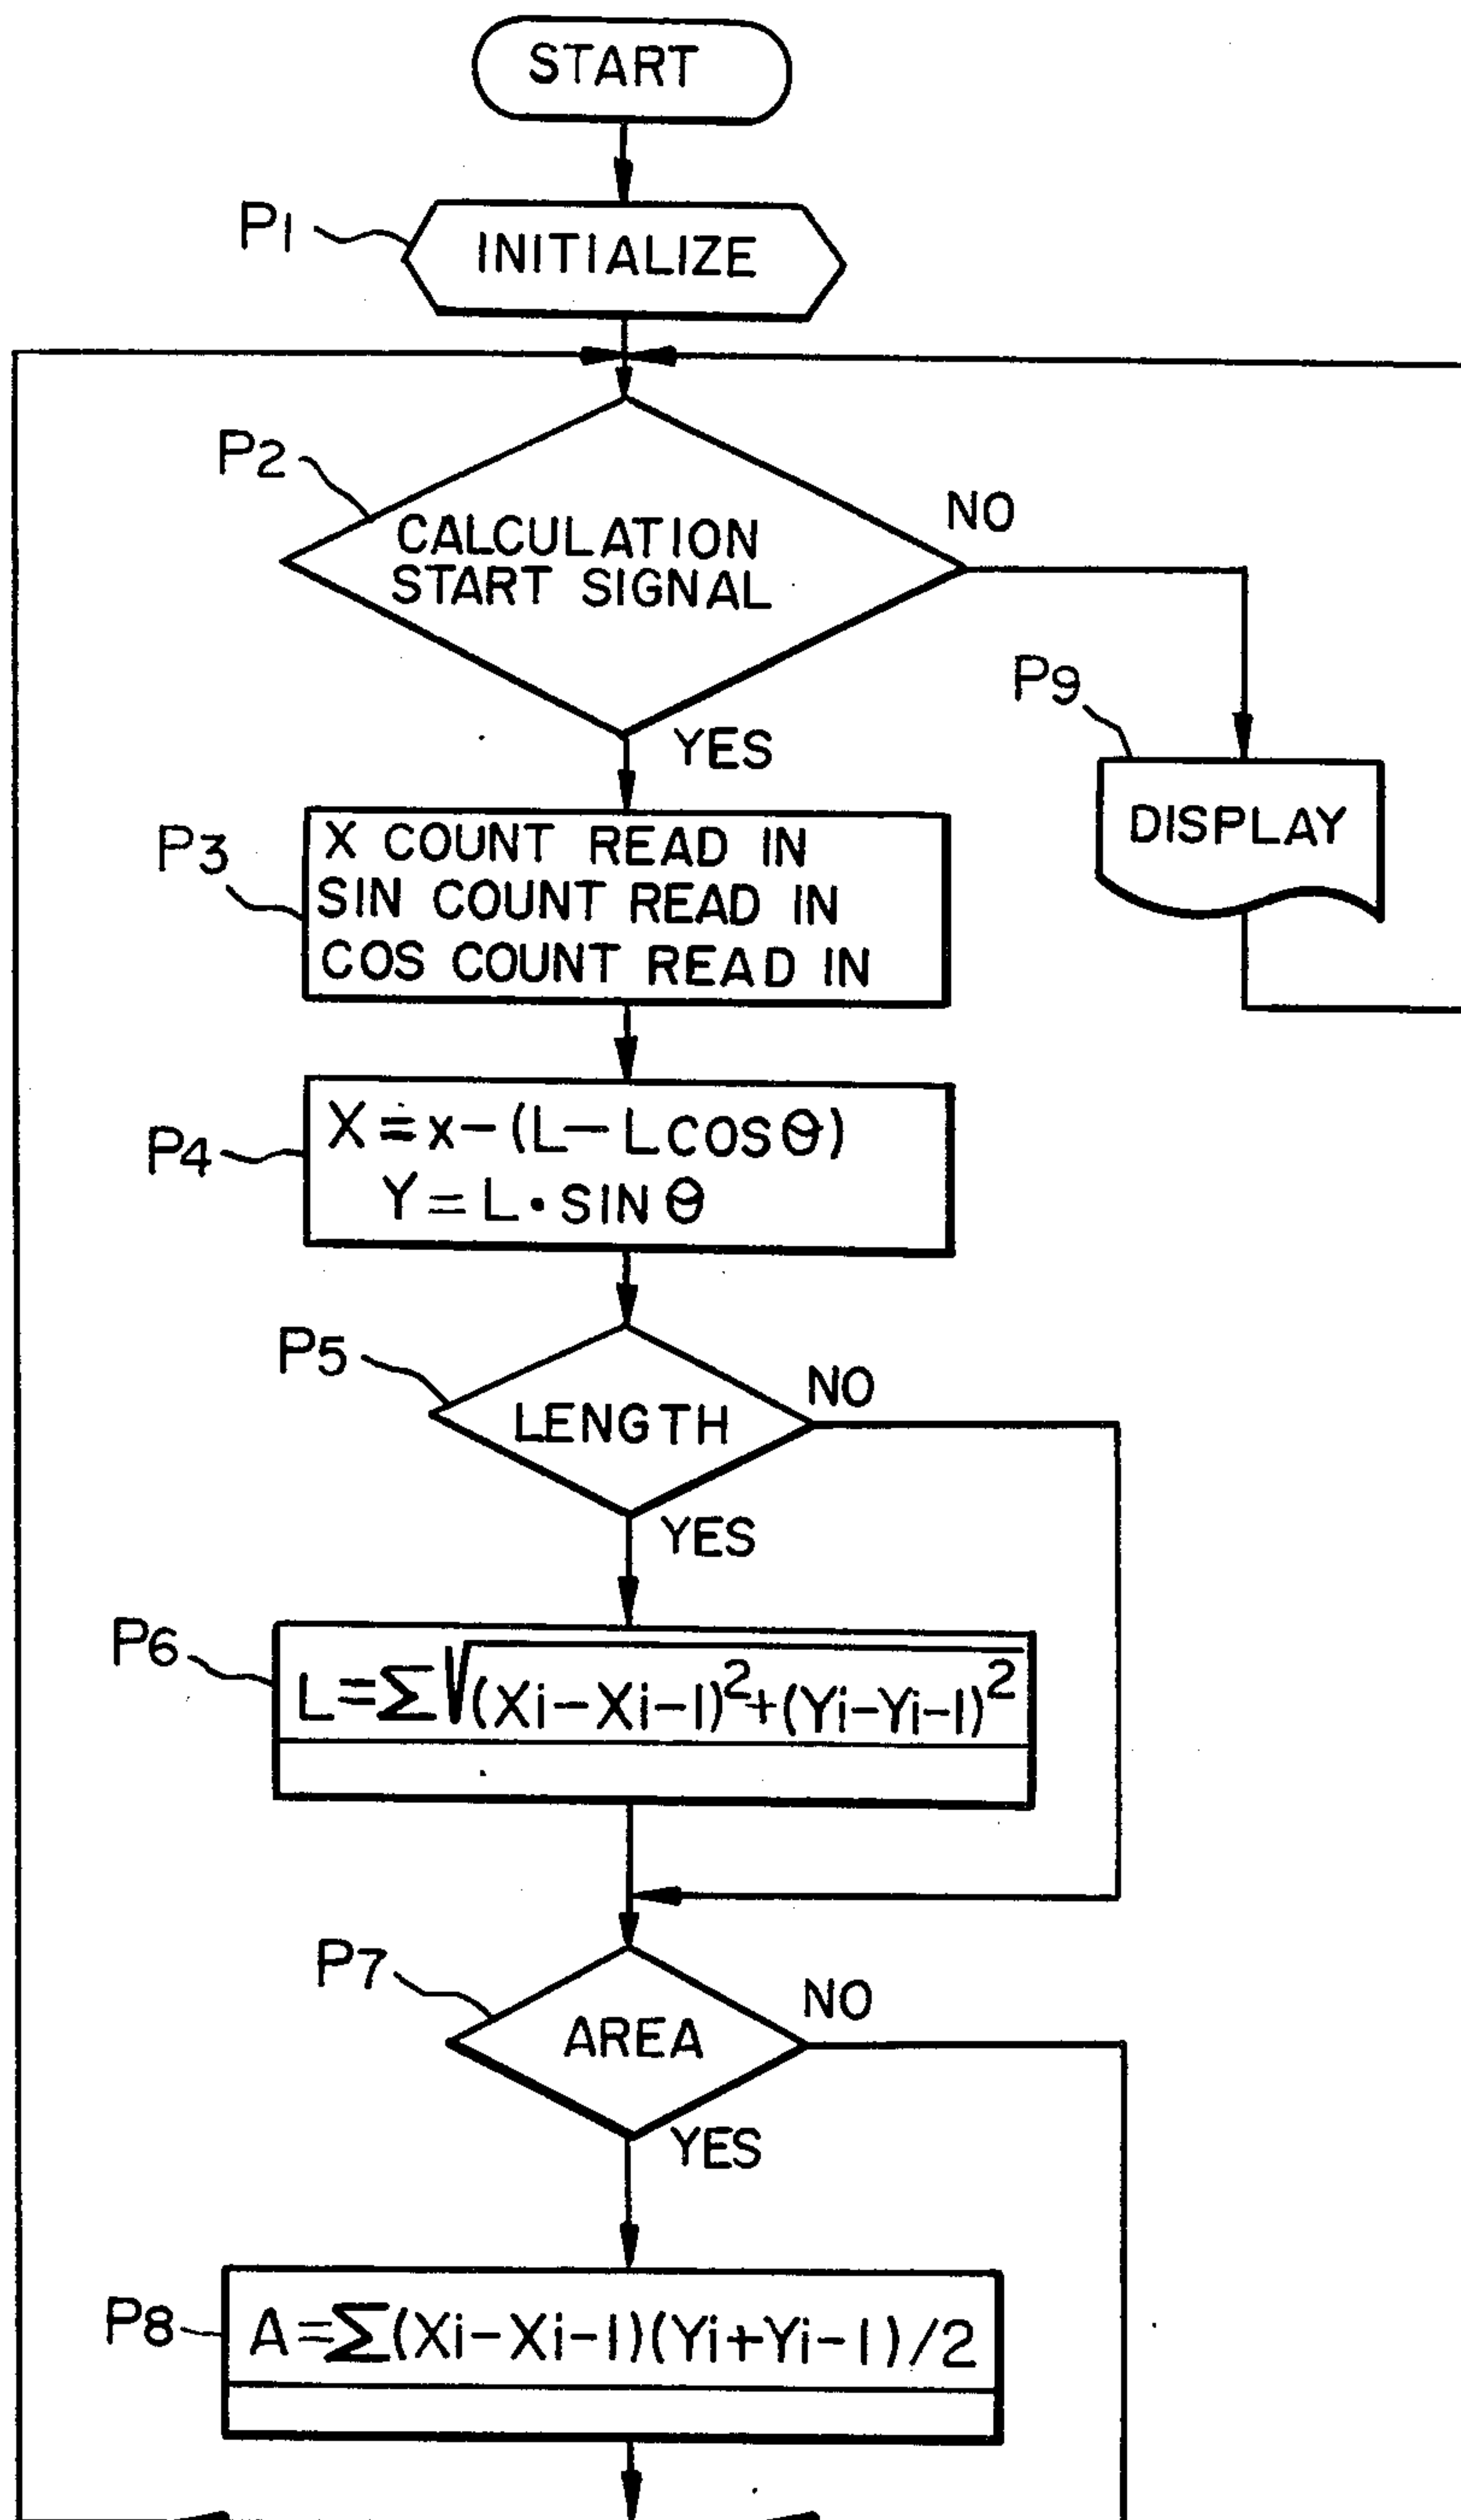 START
P1
INITIALIZE
P2
CALCULATION
START SIGNAL
NO
YES
P9
DISPLAY
P3
X COUNT READ IN
SIN COUNT READ IN
COS COUNT READ IN
P4
X≡x-(L-LCOSθ)
Y=L·SINθ
P5
LENGTH
NO
YES
P6
L=Σ√(Xi-Xi-1)²+(Yi-Yi-1)²
P7
AREA
NO
YES
P8
A=Σ(Xi-Xi-1)(Yi+Yi-1)/2